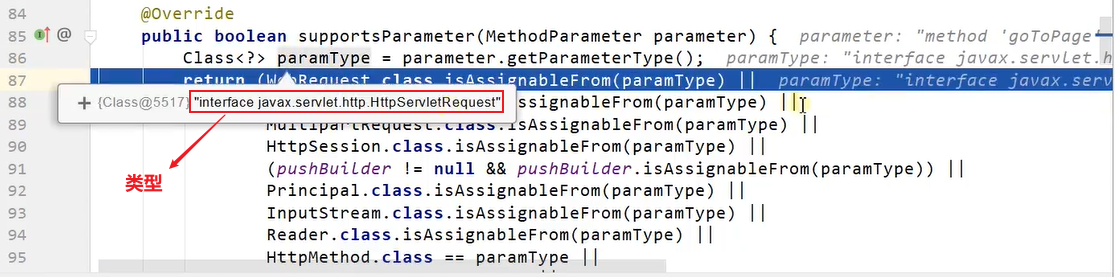 84 @Override
85 @ public boolean supportsParameter(MethodParameter parameter) { parameter: "method 'goToPage'
86 Class<?> paramType = parameter.getParameterType(); paramType: "interface javax.servlet.h
87 return (WebRequest.class.isAssignableFrom(paramType) || paramType: "interface javax.serv
+ {Class@5517} "interface javax.servlet.http.HttpServletRequest"
88 ssignableFrom(paramType) ||
89 MultipartRequest.class.isAssignableFrom(paramType) ||
90 HttpSession.class.isAssignableFrom(paramType) ||
91 (pushBuilder != null && pushBuilder.isAssignableFrom(paramType)) ||
类型
92 Principal.class.isAssignableFrom(paramType) ||
93 InputStream.class.isAssignableFrom(paramType) ||
94 Reader.class.isAssignableFrom(paramType) ||
95 HttpMethod.class == paramType ||